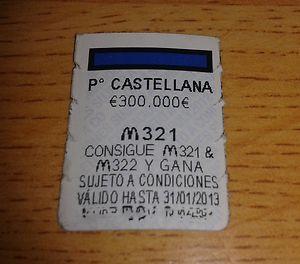 Pº CASTELLANA
€300.000€
M321
CONSIGUE M321 &
M322 Y GANA
SUJETO A CONDICIONES
VÁLIDO HASTA 31/01/2013